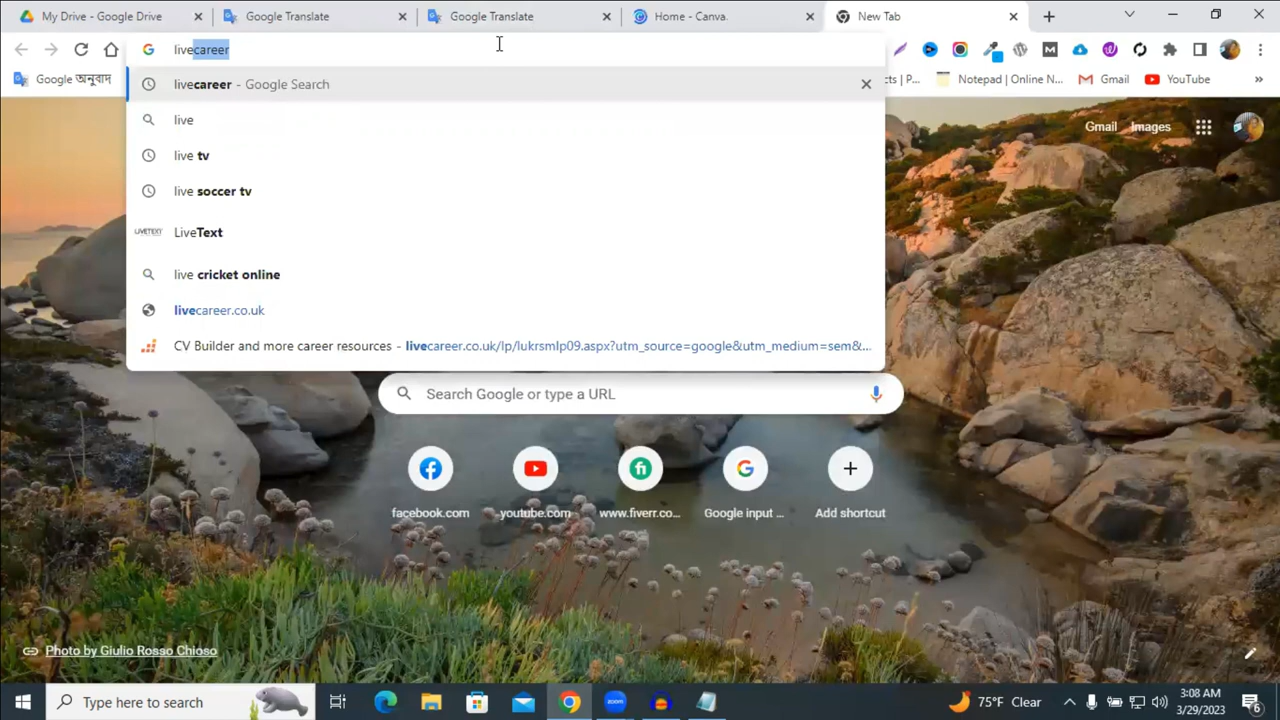 My Drive - Google Drive
Google Translate
Google Translate
Home - Canva.
New Tab
livecareer
Google অনুবাদ
Notepad | Online N...
Gmail
YouTube
»
livecareer - Google Search
live
live tv
live soccer tv
LIVETEXT LiveText
live cricket online
livecareer.co.uk
CV Builder and more career resources - livecareer.co.uk/lp/lukrsmlp09.aspx?utm_source=google&utm_medium=sem&...
Gmail Images
Search Google or type a URL
facebook.com
youtube.com
www.fiverr.co...
Google input ...
Add shortcut
Photo by Giulio Rosso Chioso
Type here to search
zoom
75°F Clear
3:08 AM
3/29/2023
6